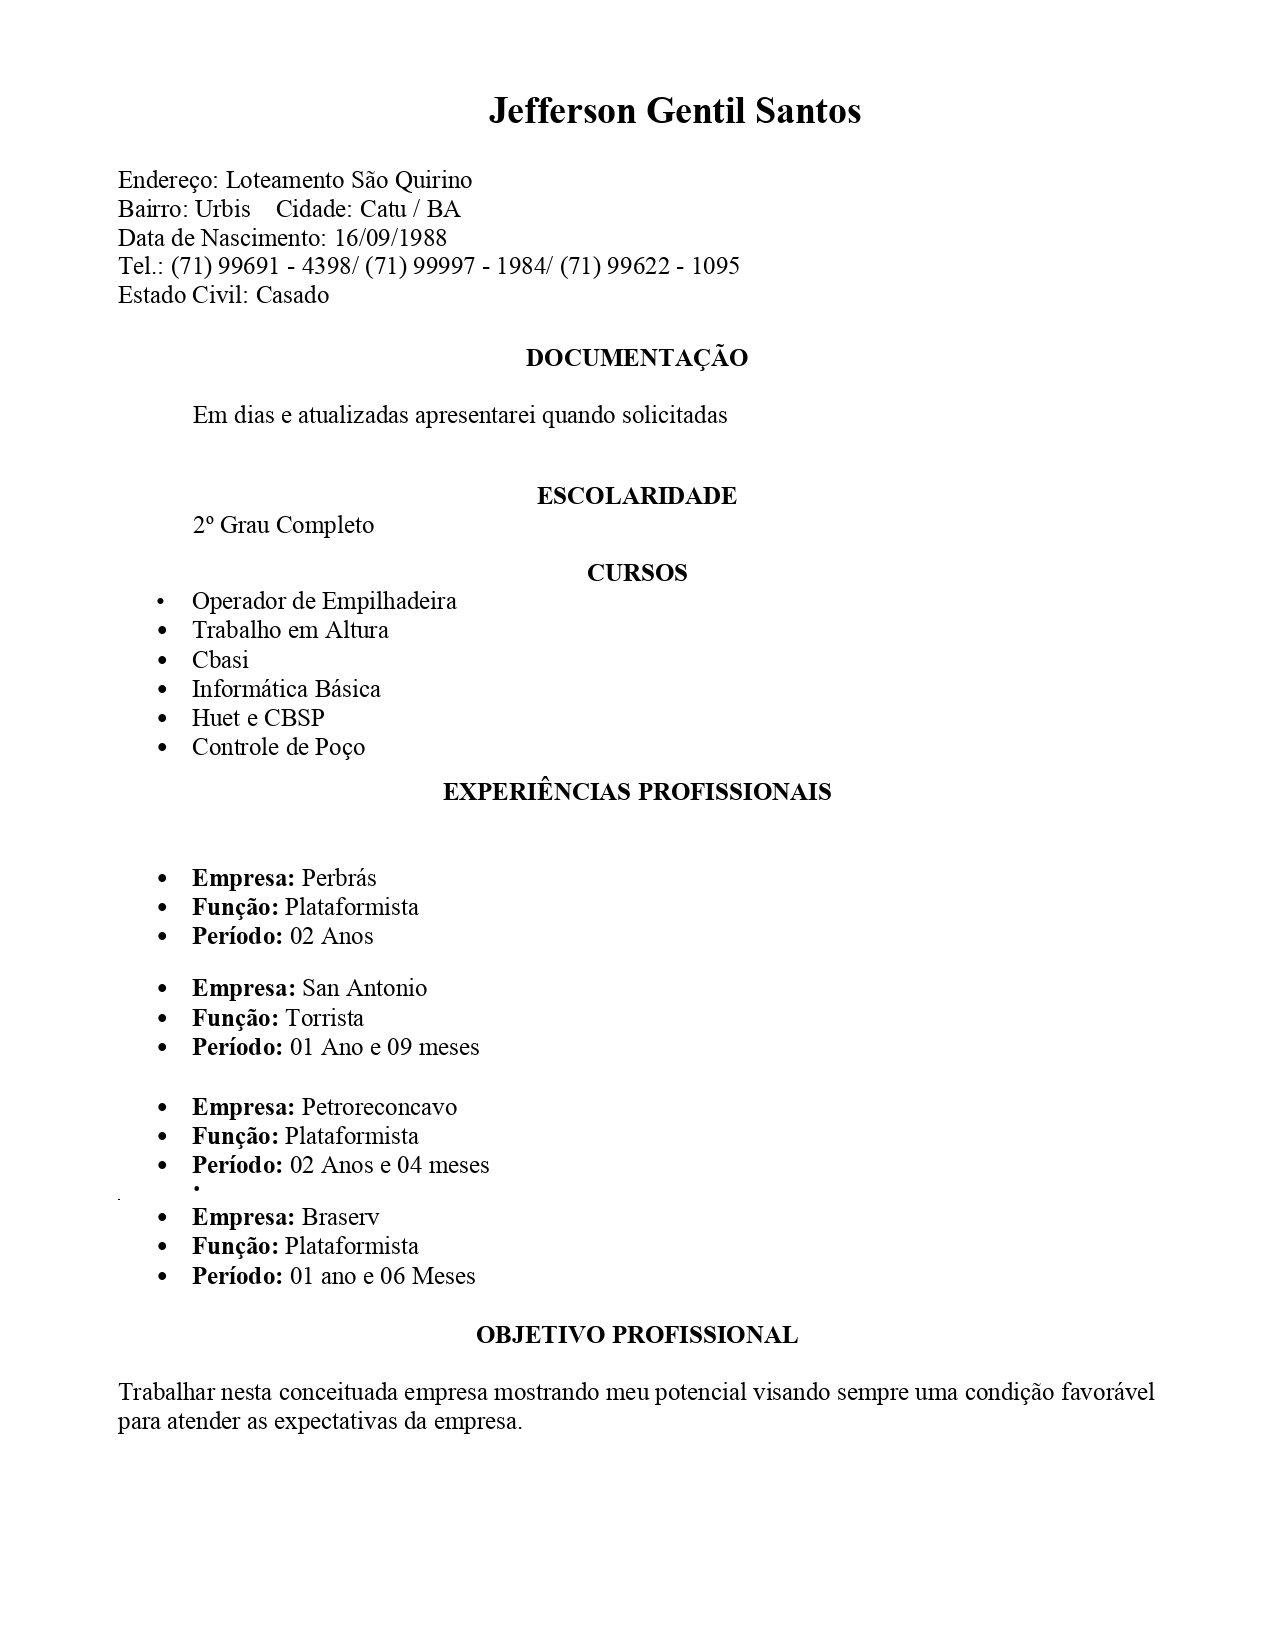 Jefferson Gentil Santos
Endereço: Loteamento São Quirino
Bairro: Urbis    Cidade: Catu / BA
Data de Nascimento: 16/09/1988
Tel.: (71) 99691 - 4398/ (71) 99997 - 1984/ (71) 99622 - 1095
Estado Civil: Casado
DOCUMENTAÇÃO
Em dias e atualizadas apresentarei quando solicitadas
ESCOLARIDADE
2º Grau Completo
CURSOS
• Operador de Empilhadeira
• Trabalho em Altura
• Cbasi
• Informática Básica
• Huet e CBSP
• Controle de Poço
EXPERIÊNCIAS PROFISSIONAIS
• Empresa: Perbrás
• Função: Plataformista
• Período: 02 Anos
• Empresa: San Antonio
• Função: Torrista
• Período: 01 Ano e 09 meses
• Empresa: Petroreconcavo
• Função: Plataformista
• Período: 02 Anos e 04 meses
. •
• Empresa: Braserv
• Função: Plataformista
• Período: 01 ano e 06 Meses
OBJETIVO PROFISSIONAL
Trabalhar nesta conceituada empresa mostrando meu potencial visando sempre uma condição favorável
para atender as expectativas da empresa.